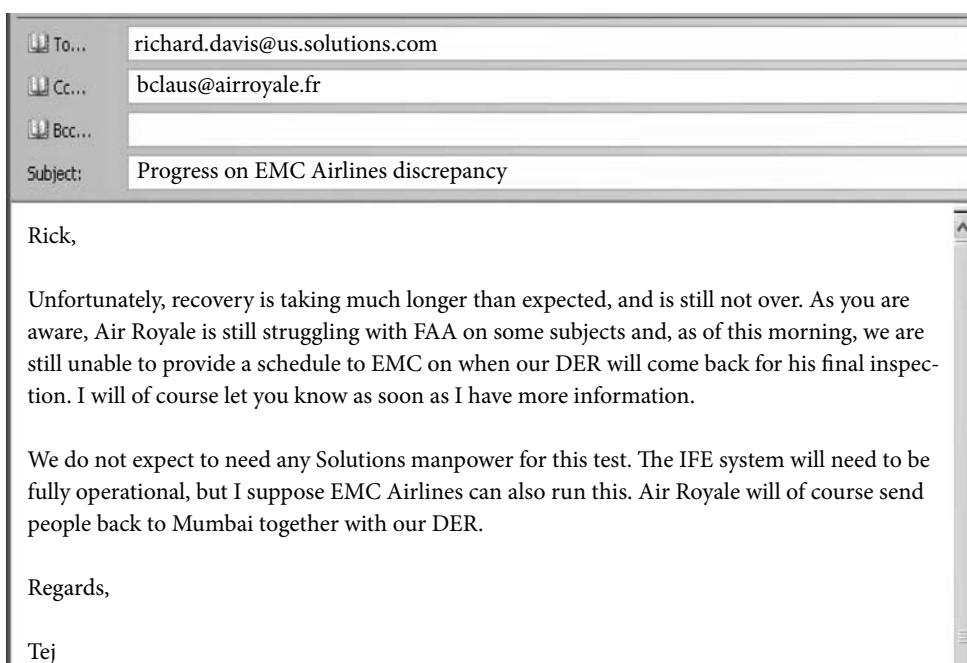 To... richard.davis@us.solutions.com
Cc... bclaus@airroyale.fr
Bcc...
Subject: Progress on EMC Airlines discrepancy
Rick,
Unfortunately, recovery is taking much longer than expected, and is still not over. As you are
aware, Air Royale is still struggling with FAA on some subjects and, as of this morning, we are
still unable to provide a schedule to EMC on when our DER will come back for his final inspec-
tion. I will of course let you know as soon as I have more information.
We do not expect to need any Solutions manpower for this test. The IFE system will need to be
fully operational, but I suppose EMC Airlines can also run this. Air Royale will of course send
people back to Mumbai together with our DER.
Regards,
Tej